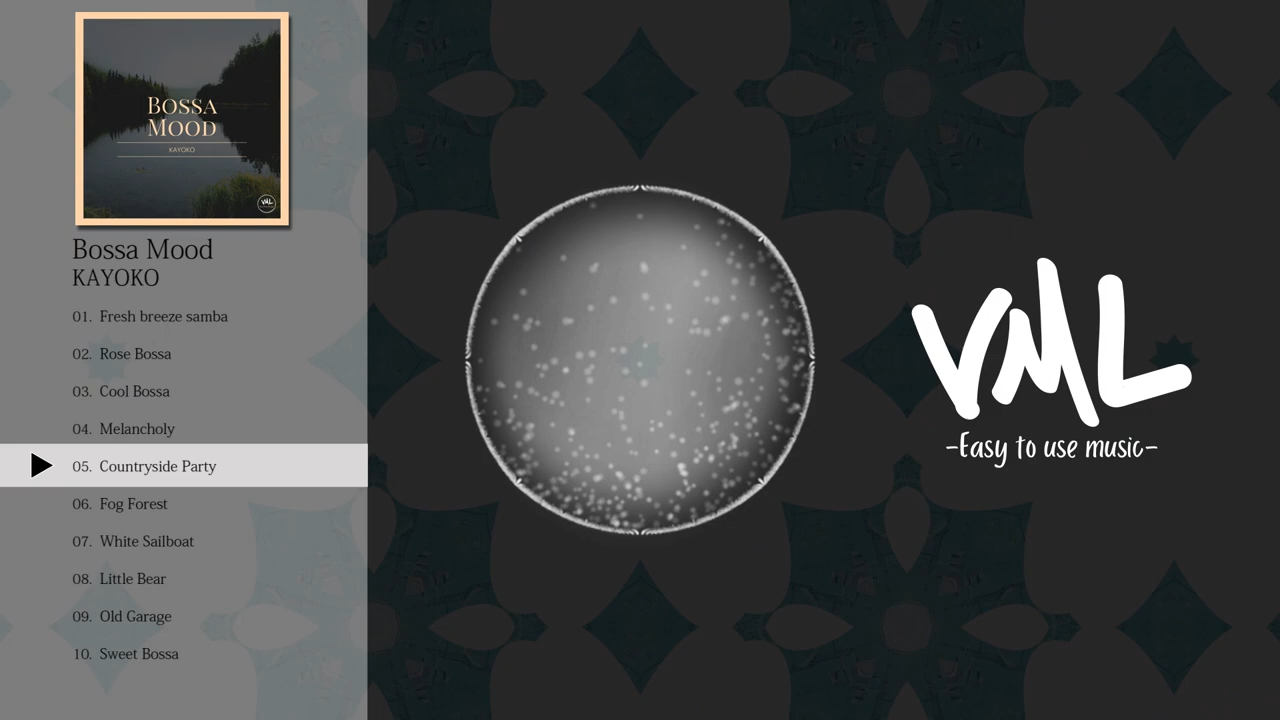 BOSSA
MOOD
KAYOKO
VML
Bossa Mood
KAYOKO
01. Fresh breeze samba
02. Rose Bossa
03. Cool Bossa
04. Melancholy
05. Countryside Party
06. Fog Forest
07. White Sailboat
08. Little Bear
09. Old Garage
10. Sweet Bossa
VML
-Easy to use music-